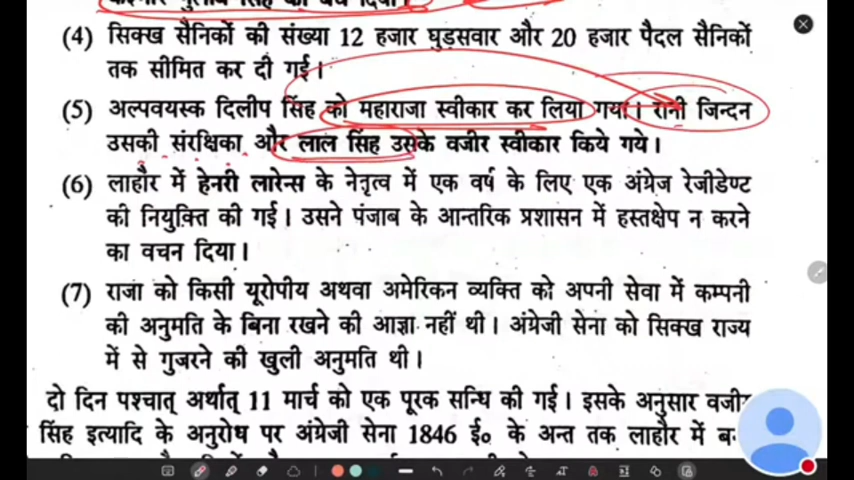 (4) सिक्ख सैनिकों की संख्या 12 हजार घुड़सवार और 20 हजार पैदल सैनिकों
तक सीमित कर दी गई।
(5) अल्पवयस्क दिलीप सिंह को महाराजा स्वीकार कर लिया गया। रानी जिन्दन
उसकी संरक्षिका और लाल सिंह उसके वजीर स्वीकार किये गये।
(6) लाहौर में हेनरी लारेन्स के नेतृत्व में एक वर्ष के लिए एक अंग्रेज रेजीडेण्ट
की नियुक्ति की गई। उसने पंजाब के आन्तरिक प्रशासन में हस्तक्षेप न करने
का वचन दिया।
(7) राजा को किसी यूरोपीय अथवा अमेरिकन व्यक्ति को अपनी सेवा में कम्पनी
की अनुमति के बिना रखने की आज्ञा नहीं थी। अंग्रेजी सेना को सिक्ख राज्य
में से गुजरने की खुली अनुमति थी।
दो दिन पश्चात् अर्थात् 11 मार्च को एक पूरक सन्धि की गई। इसके अनुसार
सिंह इत्यादि के अनुरोध पर अंग्रेजी सेना 1846 ई० के अन्त तक लाहौर में